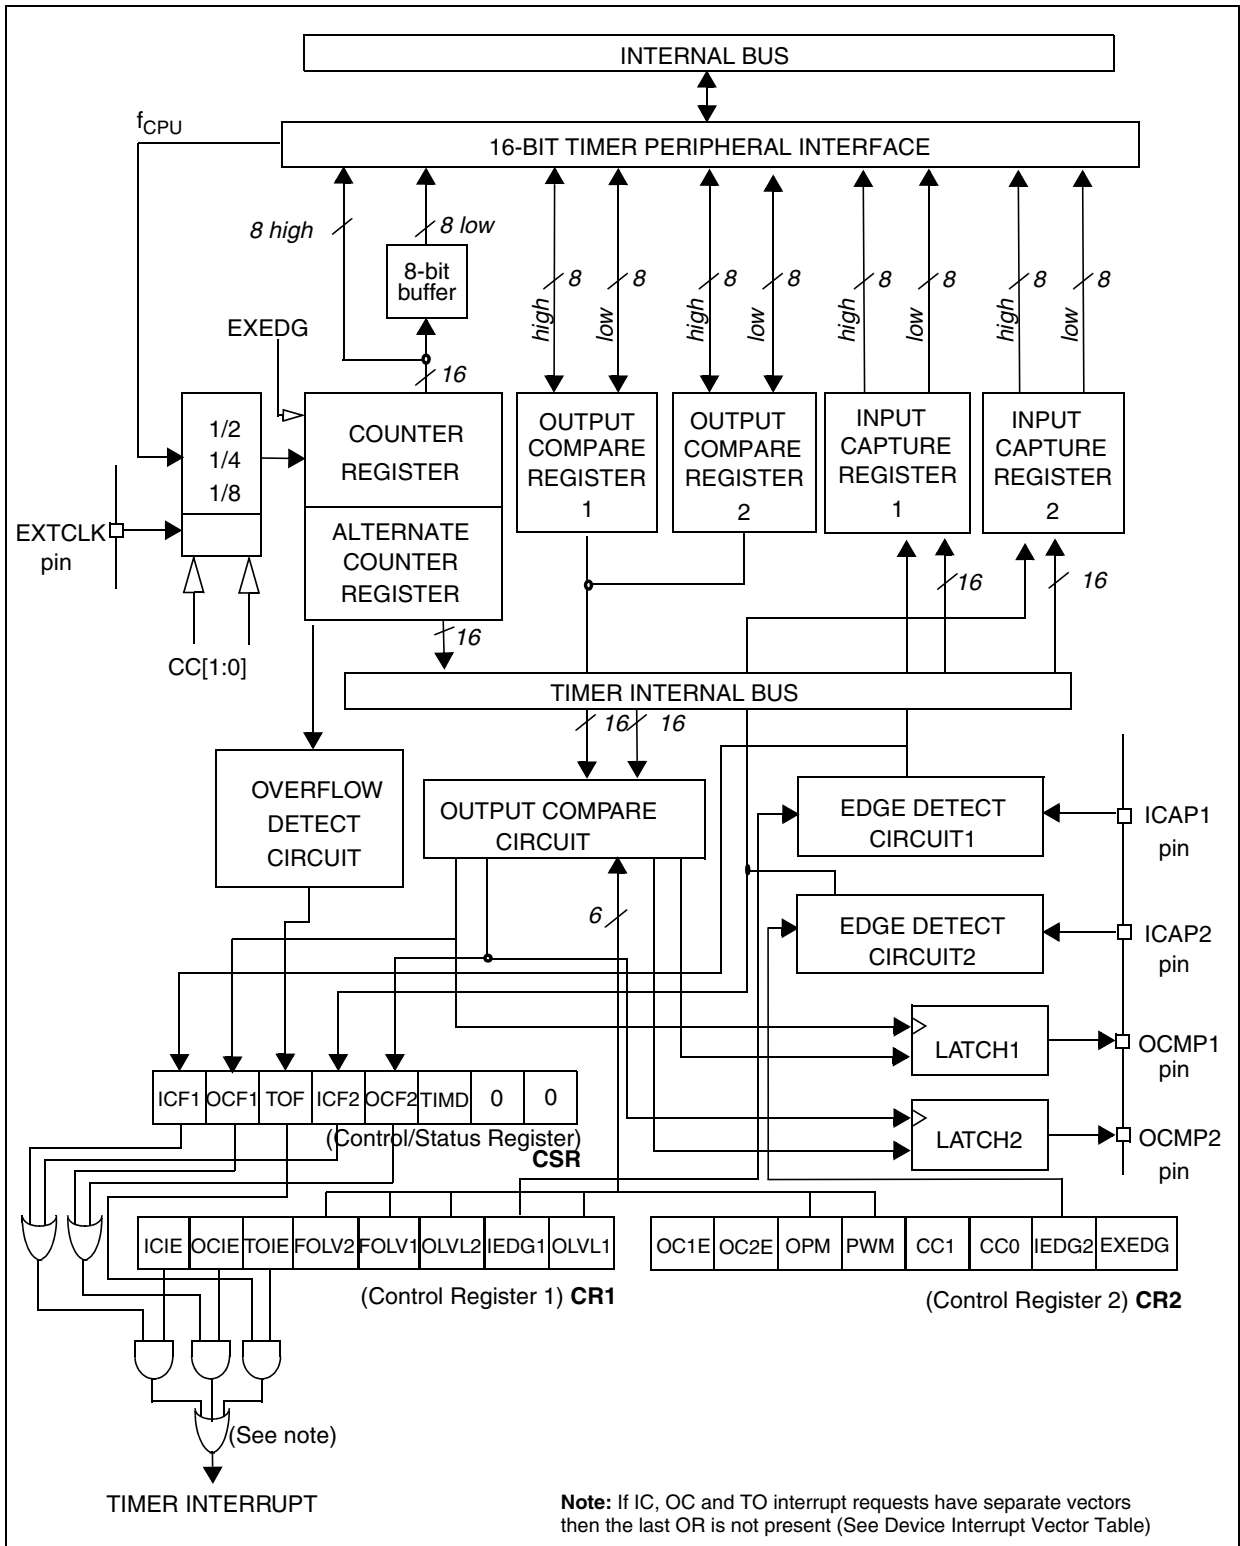 INTERNAL BUS
fCPU
16-BIT TIMER PERIPHERAL INTERFACE
8 high
8 low
8-bit
buffer
8
8
8
8
8
8
8
8
high
low
high
low
high
low
high
low
EXEDG
16
1/2
1/4
1/8
COUNTER
REGISTER
ALTERNATE
COUNTER
REGISTER
OUTPUT
COMPARE
REGISTER
1
OUTPUT
COMPARE
REGISTER
2
INPUT
CAPTURE
REGISTER
1
INPUT
CAPTURE
REGISTER
2
EXTCLK
pin
CC[1:0]
16
16
16
TIMER INTERNAL BUS
16
16
OVERFLOW
DETECT
CIRCUIT
OUTPUT COMPARE
CIRCUIT
EDGE DETECT
CIRCUIT1
ICAP1
pin
6
EDGE DETECT
CIRCUIT2
ICAP2
pin
LATCH1
OCMP1
pin
LATCH2
OCMP2
pin
ICF1 OCF1 TOF ICF2 OCF2 TIMD 0 0
(Control/Status Register)
CSR
ICIE OCIE TOIE FOLV2 FOLV1 OLVL2 IEDG1 OLVL1
(Control Register 1) CR1
OC1E OC2E OPM PWM CC1 CC0 IEDG2 EXEDG
(Control Register 2) CR2
(See note)
TIMER INTERRUPT
Note: If IC, OC and TO interrupt requests have separate vectors
then the last OR is not present (See Device Interrupt Vector Table)